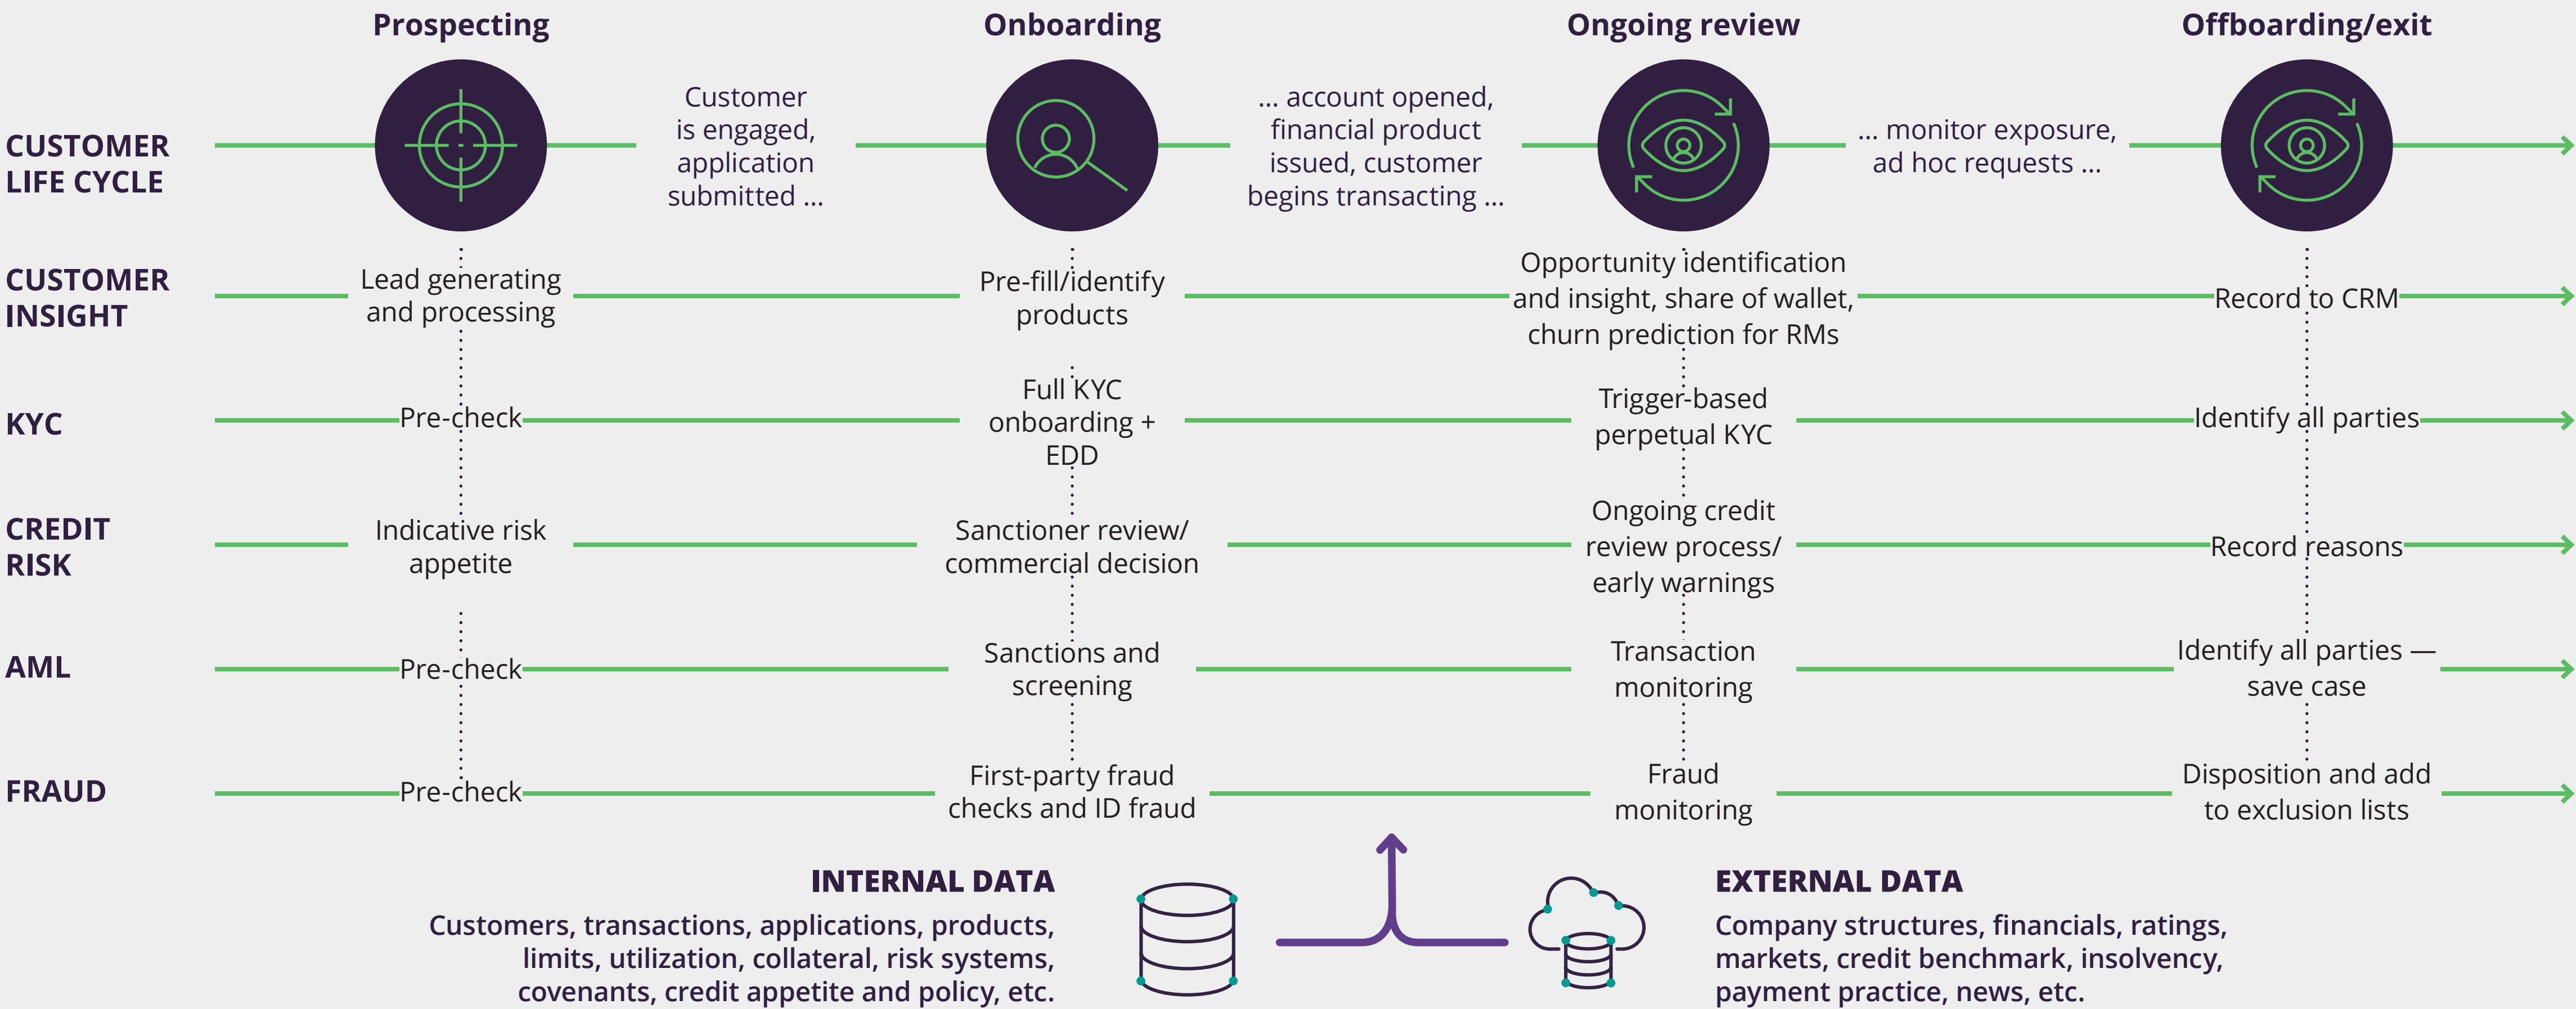 Prospecting
Onboarding
Ongoing review
Offboarding/exit
CUSTOMER
LIFE CYCLE
Customer
is engaged,
application
submitted ...
... account opened,
financial product
issued, customer
begins transacting ...
... monitor exposure,
ad hoc requests ...
CUSTOMER
INSIGHT
Lead generating
and processing
Pre-fill/identify
products
Opportunity identification
and insight, share of wallet,
churn prediction for RMs
Record to CRM
KYC
Pre-check
Full KYC
onboarding +
EDD
Trigger-based
perpetual KYC
Identify all parties
CREDIT
RISK
Indicative risk
appetite
Sanctioner review/
commercial decision
Ongoing credit
review process/
early warnings
Record reasons
AML
Pre-check
Sanctions and
screening
Transaction
monitoring
Identify all parties —
save case
FRAUD
Pre-check
First-party fraud
checks and ID fraud
Fraud
monitoring
Disposition and add
to exclusion lists
INTERNAL DATA
Customers, transactions, applications, products,
limits, utilization, collateral, risk systems,
covenants, credit appetite and policy, etc.
EXTERNAL DATA
Company structures, financials, ratings,
markets, credit benchmark, insolvency,
payment practice, news, etc.